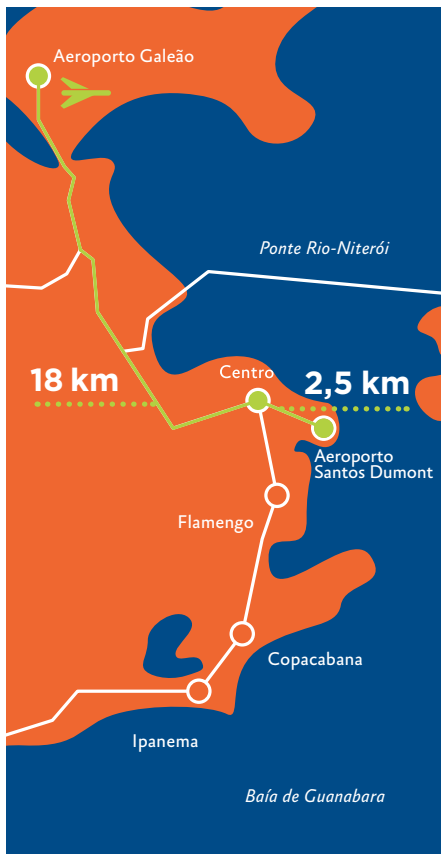 Aeroporto Galeão
Ponte Rio-Niterói
18 km
Centro
2,5 km
Aeroporto
Santos Dumont
Flamengo
Copacabana
Ipanema
Baía de Guanabara